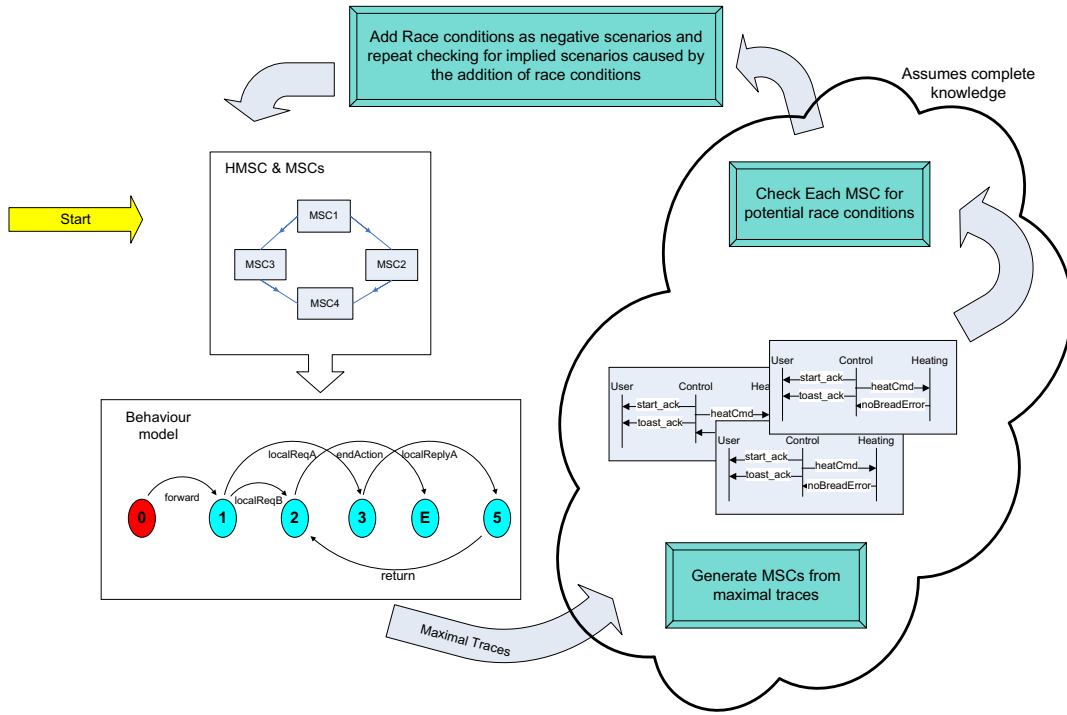 Add Race conditions as negative scenarios and
repeat checking for implied scenarios caused by
the addition of race conditions
Assumes complete
knowledge
Start
HMSC & MSCs
MSC1
MSC3
MSC2
MSC4
Check Each MSC for
potential race conditions
User
Control
Heating
start_ack
heatCmd
toast_ack
noBreadError
User
Control
Hea
start_ack
heatCmd
toast_ack
User
Control
Heating
start_ack
heatCmd
toast_ack
noBreadError
Behaviour
model
localReqA
endAction
localReplyA
forward
localReqB
0
1
2
3
E
5
return
Generate MSCs from
maximal traces
Maximal Traces